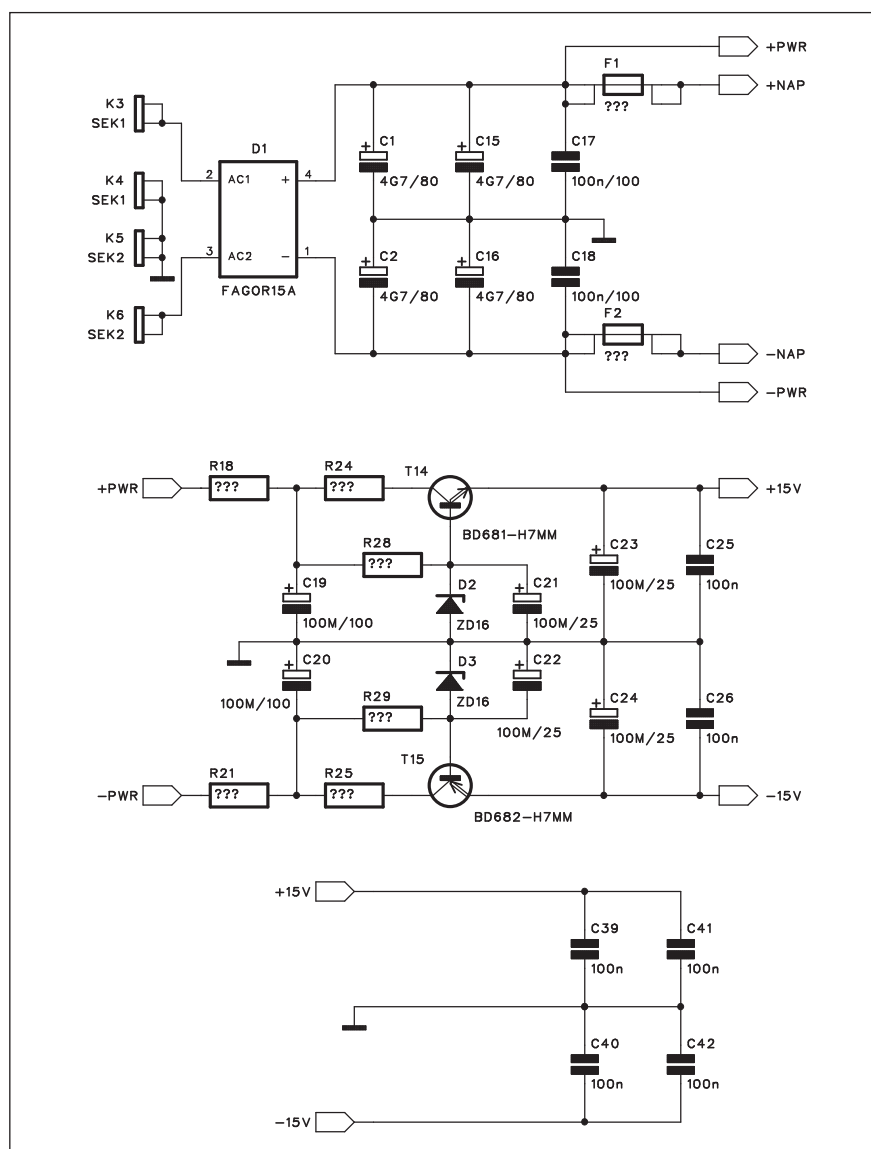 +PWR
F1
+NAP
???
K3
SEK1
D1
C1
C15
C17
4G7/80
4G7/80
100n/100
2
AC1
+
4
K4
SEK1
K5
SEK2
3
AC2
−
1
FAGOR15A
K6
SEK2
C2
C16
C18
4G7/80
4G7/80
100n/100
F2
???
−NAP
−PWR
R18
R24
T14
+PWR
???
???
+15V
BD681-H7MM
R28
???
C19
100M/100
D2
ZD16
C21
100M/25
C23
100M/25
C25
100n
C20
100M/100
D3
ZD16
C22
100M/25
R29
???
C24
100M/25
C26
100n
R21
R25
T15
−PWR
???
???
−15V
BD682-H7MM
+15V
C39
100n
C41
100n
C40
100n
C42
100n
−15V